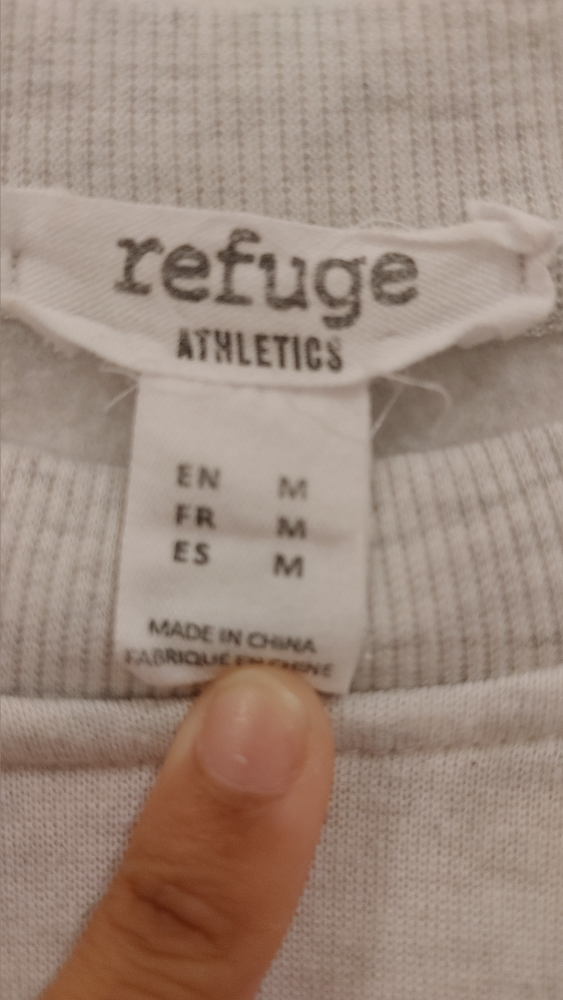 refuge
ATHLETICS
EN M
FR M
ES M
MADE IN CHINA
FABRIQUÉ EN CHINE